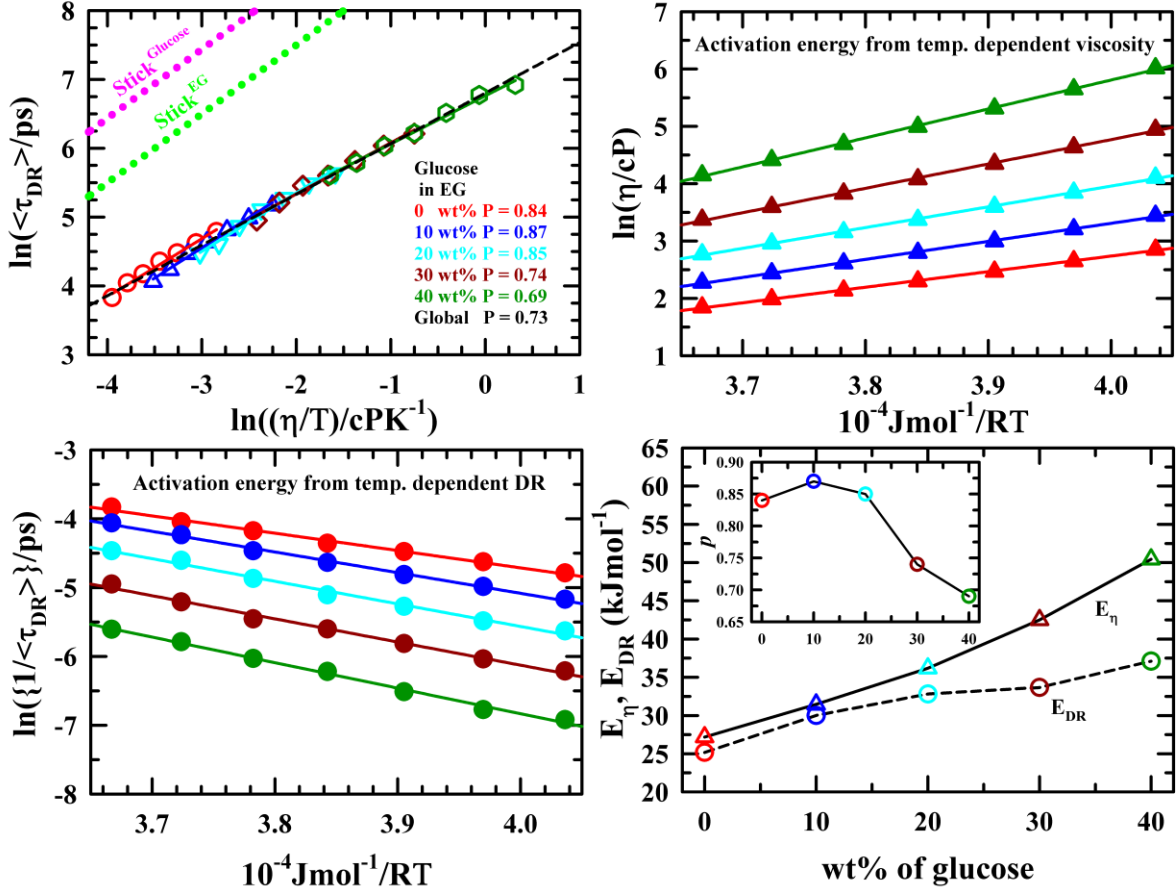 8
7
6
5
4
3
ln(<τDR>/ps)
Stick^Glucose
Stick^EG
Glucose
in EG
0 wt% P = 0.84
10 wt% P = 0.87
20 wt% P = 0.85
30 wt% P = 0.74
40 wt% P = 0.69
Global P = 0.73
-4 -3 -2 -1 0 1
ln((η/T)/cPK⁻¹)
Activation energy from temp. dependent viscosity
7
6
5
4
3
2
1
ln(η/cP)
3.7 3.8 3.9 4.0
10⁻⁴Jmol⁻¹/RT
Activation energy from temp. dependent DR
-3
-4
-5
-6
-7
-8
ln({1/<τDR>}/ps)
3.7 3.8 3.9 4.0
10⁻⁴Jmol⁻¹/RT
65
60
55
50
45
40
35
30
25
20
Eη, EDR (kJmol⁻¹)
0.90
0.85
0.80
0.75
0.70
0.65
p
0 10 20 30 40
Eη
EDR
0 10 20 30 40
wt% of glucose